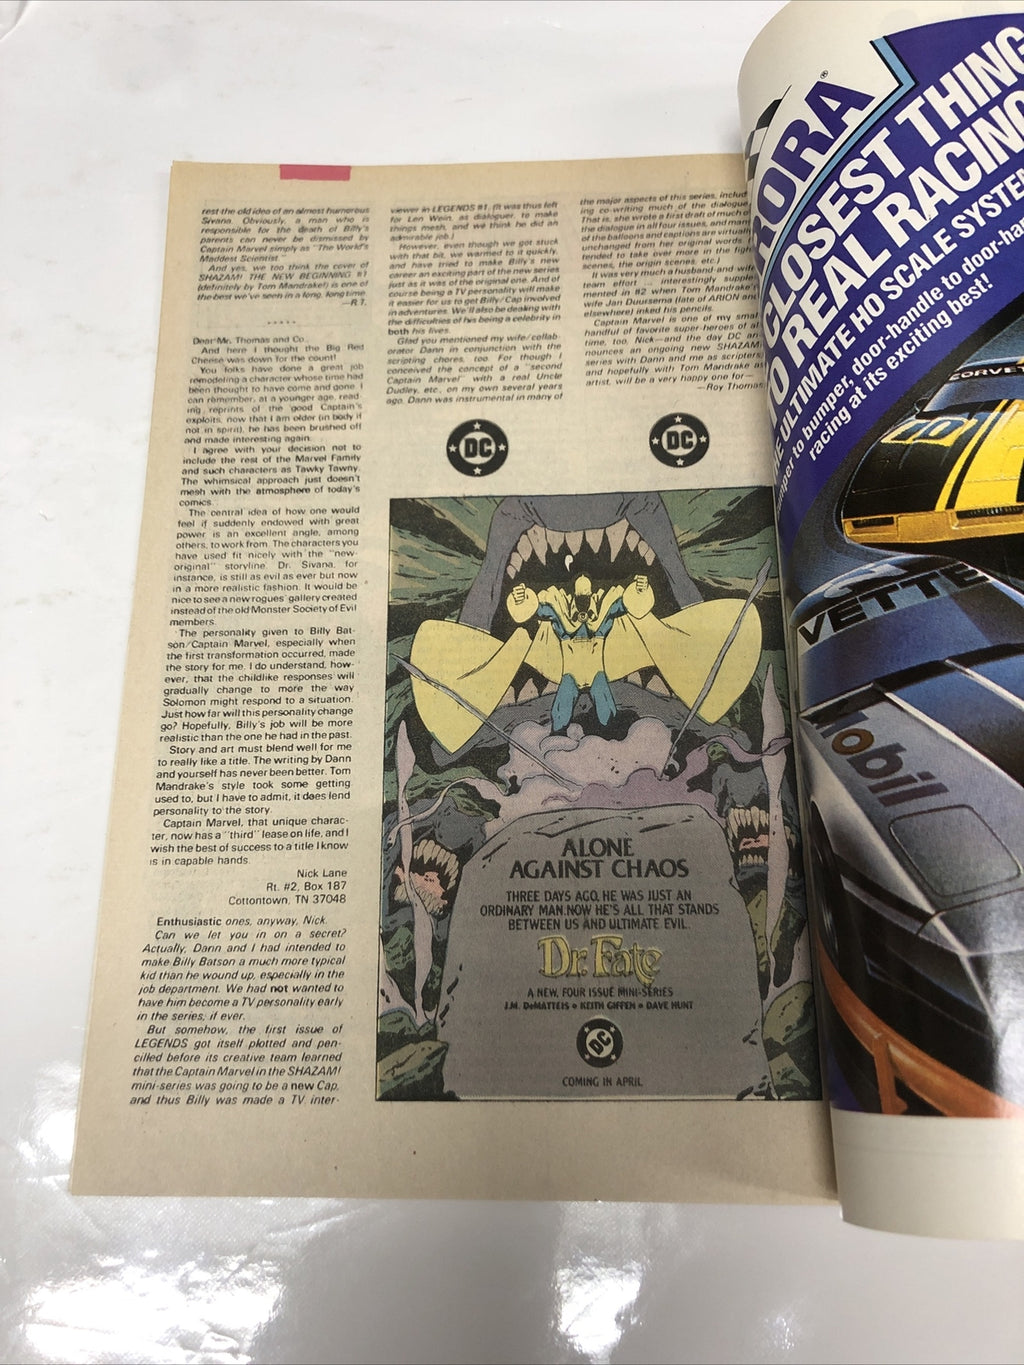 rest the old idea of an almost humorous
Sivana. Obviously, a man who is
responsible for the death of Billy's
parents can never be dismissed by
Captain Marvel simply as "The World's
Maddest Scientist."
And yes, we too think the cover of
SHAZAM! THE NEW BEGINNING #1
(definitely by Tom Mandrake!) is one of
the best we've seen in a long, long time.
—R.T.
Dear Mr. Thomas and Co.,
And here I thought the Big Red
Cheese was down for the count!
You folks have done a great job
remodeling a character whose time had
been thought to have come and gone. I
can remember, at a younger age, read-
ing reprints of the good Captain's
exploits, now that I am older (in body if
not in spirit), he has been brushed off
and made interesting again.
I agree with your decision not to
include the rest of the Marvel Family
and such characters as Tawky Tawny.
The whimsical approach just doesn't
mesh with the atmosphere of today's
comics.
The central idea of how one would
feel if suddenly endowed with great
power is an excellent angle, among
others, to work from. The characters you
have used fit nicely with the "new-
original" storyline. Dr. Sivana, for
instance, is still as evil as ever but now
in a more realistic fashion. It would be
nice to see a new rogues' gallery created
instead of the old Monster Society of Evil
members.
The personality given to Billy Bat-
son/Captain Marvel, especially when
the first transformation occurred, made
the story for me. I do understand, how-
ever, that the childlike responses will
gradually change to more the way
Solomon might respond to a situation.
Just how far will this personality change
go? Hopefully, Billy's job will be more
realistic than the one he had in the past.
Story and art must blend well for me
to really like a title. The writing by Dann
and yourself has never been better. Tom
Mandrake's style took some getting
used to, but I have to admit, it does lend
personality to the story.
Captain Marvel, that unique charac-
ter, now has a "third" lease on life, and I
wish the best of success to a title I know
is in capable hands.
Nick Lane
Rt. #2, Box 187
Cottontown, TN 37048
Enthusiastic ones, anyway, Nick.
Can we let you in on a secret?
Actually, Dann and I had intended to
make Billy Batson a much more typical
kid than he wound up, especially in the
job department. We had not wanted to
have him become a TV personality early
in the series, if ever.
But somehow, the first issue of
LEGENDS got itself plotted and pen-
cilled before its creative team learned
that the Captain Marvel in the SHAZAM!
mini-series was going to be a new Cap,
and thus Billy was made a TV inter-
viewer in LEGENDS #1. (It was thus left
for Len Wein, as dialoguer, to make
things mesh, and we think he did an
admirable job.)
However, even though we got stuck
with that bit, we warmed to it quickly,
and have tried to make Billy's new
career an exciting part of the new series
just as it was of the original one. And of
course being a TV personality will make
it easier for us to get Billy/Cap involved
in adventures. We'll also be dealing with
the difficulties of his being a celebrity in
both his lives.
Glad you mentioned my wife/collab-
orator Dann in conjunction with the
scripting chores, too. For though I
conceived the concept of a "second
Captain Marvel" with a real Uncle
Dudley, etc., on my own several years
ago, Dann was instrumental in many of
the major aspects of this series, includ-
ing co-writing much of the dialogue.
That is, she wrote a first draft of much of
the dialogue in all four issues, and many
of the balloons and captions are virtually
unchanged from her original words. (I
tended to take over more in the fight
scenes, the origin scenes, etc.)
It was very much a husband-and-wife
team effort ... interestingly supple-
mented in #2 when Tom Mandrake's
wife Jan Duursema (late of ARION and
elsewhere) inked his pencils.
Captain Marvel is one of my small
handful of favorite super-heroes of all
time, too, Nick—and the day DC an-
nounces an ongoing new SHAZAM!
series with Dann and me as scripters,
and hopefully with Tom Mandrake as
artist, will be a very happy one for—
—Roy Thomas
DC
DC
ALONE
AGAINST CHAOS
THREE DAYS AGO, HE WAS JUST AN
ORDINARY MAN. NOW HE'S ALL THAT STANDS
BETWEEN US AND ULTIMATE EVIL.
Dr. Fate
A NEW, FOUR ISSUE MINI-SERIES
J.M. DeMATTEIS • KEITH GIFFEN • DAVE HUNT
DC
COMING IN APRIL
CLOSEST THING
TO REAL RACING
THE ULTIMATE HO SCALE SYSTEM
to bumper, door-handle to door-handle
racing at its exciting best!
CORVETTE
10
VETTE
Mobil